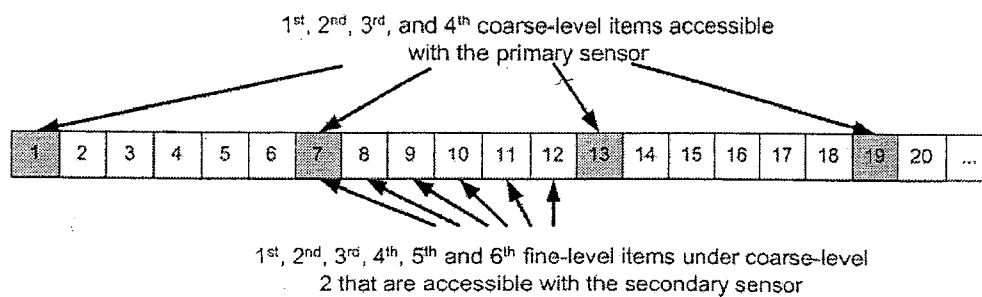 1st, 2nd, 3rd, and 4th coarse-level items accessible
with the primary sensor
1 2 3 4 5 6 7 8 9 10 11 12 13 14 15 16 17 18 19 20 ...
1st, 2nd, 3rd, 4th, 5th and 6th fine-level items under coarse-level
2 that are accessible with the secondary sensor